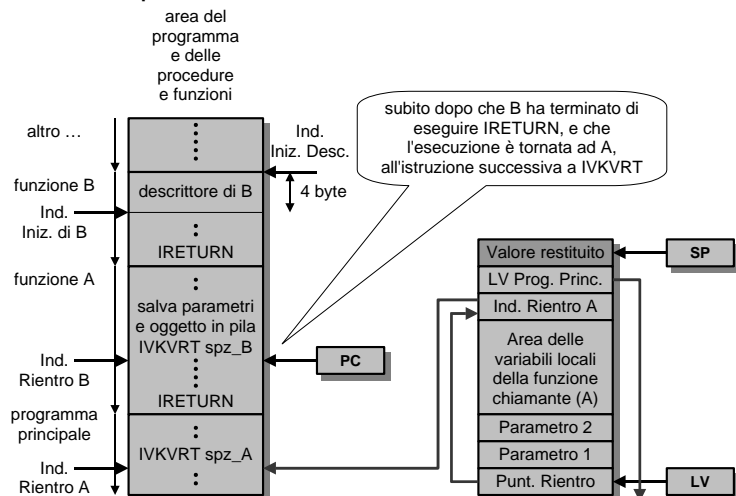 area del
programma
e delle
procedure
e funzioni
subito dopo che B ha terminato di
eseguire IRETURN, e che
l'esecuzione è tornata ad A,
all'istruzione successiva a IVKVRT
altro …
Ind.
Iniz. Desc.
funzione B
descrittore di B
4 byte
Ind.
Iniz. di B
IRETURN
funzione A
salva parametri
e oggetto in pila
IVKVRT spz_B
Ind.
Rientro B
PC
IRETURN
programma
principale
IVKVRT spz_A
Ind.
Rientro A
Valore restituito
SP
LV Prog. Princ.
Ind. Rientro A
Area delle
variabili locali
della funzione
chiamante (A)
Parametro 2
Parametro 1
Punt. Rientro
LV